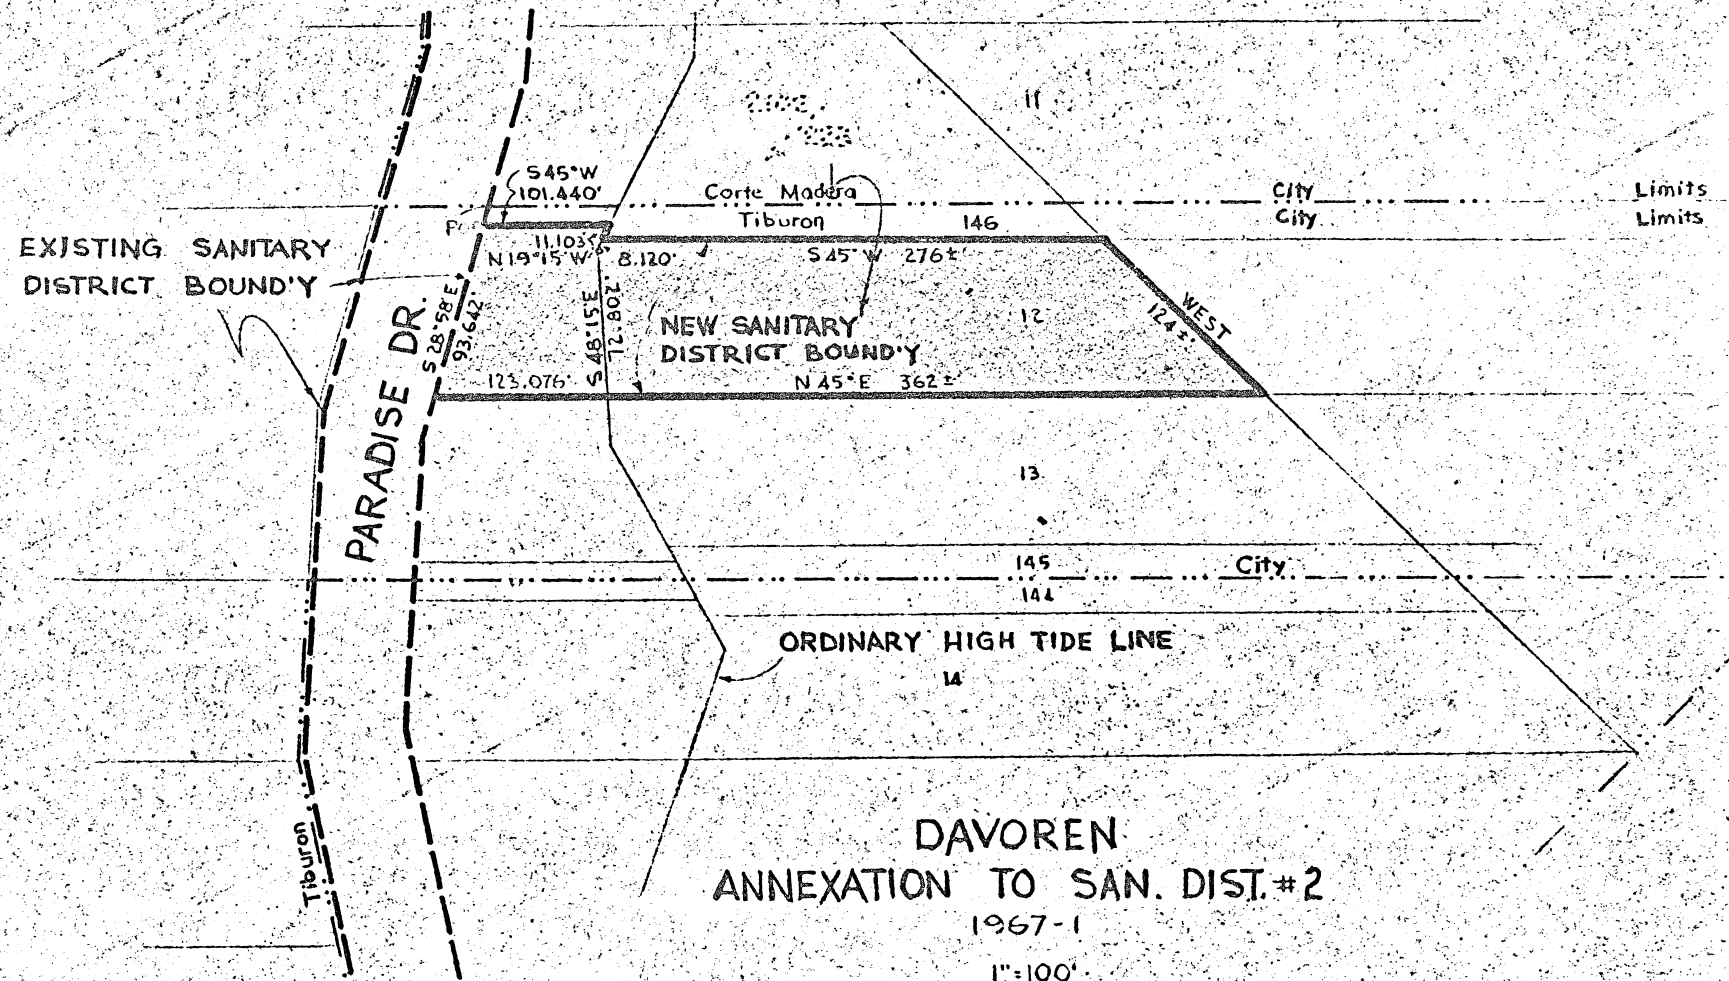 11
S45°W
101.440'
Corte Madera
City
Limits
Tiburon
146
City
Limits
P
EXISTING SANITARY
DISTRICT BOUND'Y
11.103
N19°15'W
8.120'
S45°W 276±
S28°58'E
93.642
S48°15'E
72.802'
NEW SANITARY
DISTRICT BOUND'Y
12
WEST
124±'
123.076'
N45°E 362±
PARADISE DR.
13
145
City
144
ORDINARY HIGH TIDE LINE
14
Tiburon
DAVOREN
ANNEXATION TO SAN. DIST. #2
1967-1
1"=100'